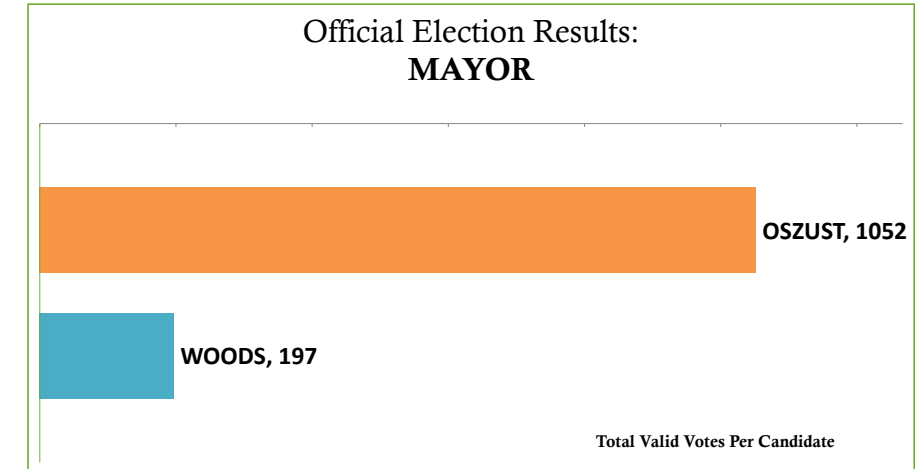 Official Election Results:
MAYOR
OSZUST, 1052
WOODS, 197
Total Valid Votes Per Candidate